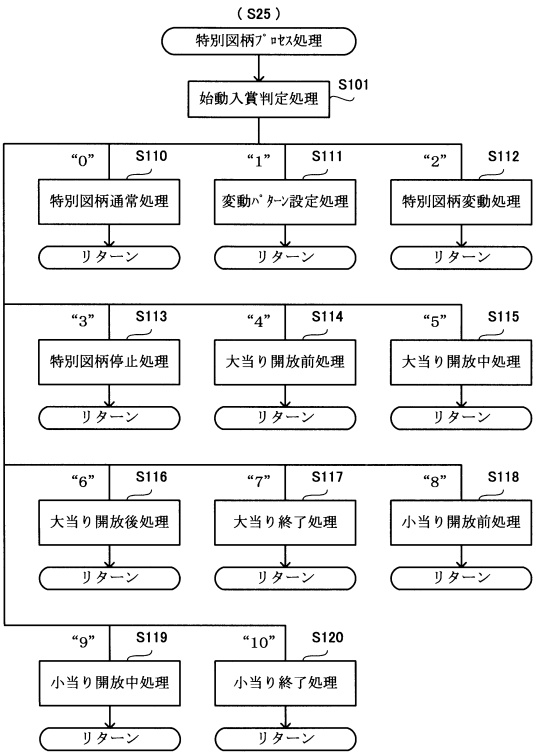 （S25）
特別図柄ﾌﾟﾛｾｽ処理
S101
始動入賞判定処理
“0” S110 “1” S111 “2” S112
特別図柄通常処理 変動ﾊﾟﾀｰﾝ設定処理 特別図柄変動処理
リターン リターン リターン
“3” S113 “4” S114 “5” S115
特別図柄停止処理 大当り開放前処理 大当り開放中処理
リターン リターン リターン
“6” S116 “7” S117 “8” S118
大当り開放後処理 大当り終了処理 小当り開放前処理
リターン リターン リターン
“9” S119 “10” S120
小当り開放中処理 小当り終了処理
リターン リターン